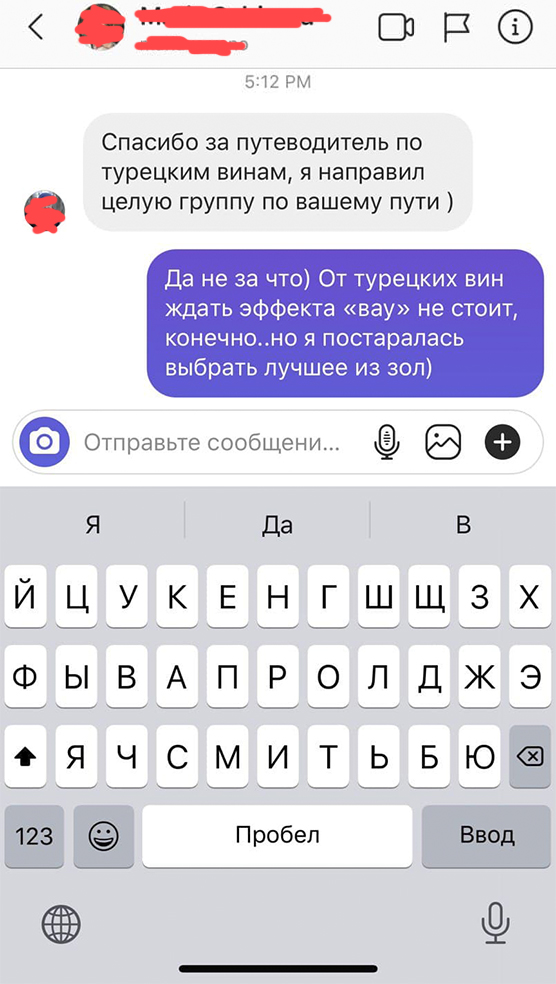 5:12 PM
Спасибо за путеводитель по
турецким винам, я направил
целую группу по вашему пути )
Да не за что) От турецких вин
ждать эффекта «вау» не стоит,
конечно..но я постаралась
выбрать лучшее из зол)
Отправьте сообщени...
Я Да В
Й Ц У К Е Н Г Ш Щ З Х
Ф Ы В А П Р О Л Д Ж Э
Я Ч С М И Т Ь Б Ю
123 Пробел Ввод